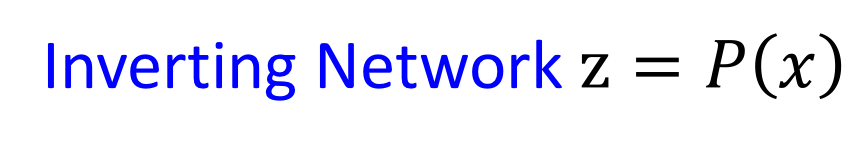 Inverting Network z = P(x)